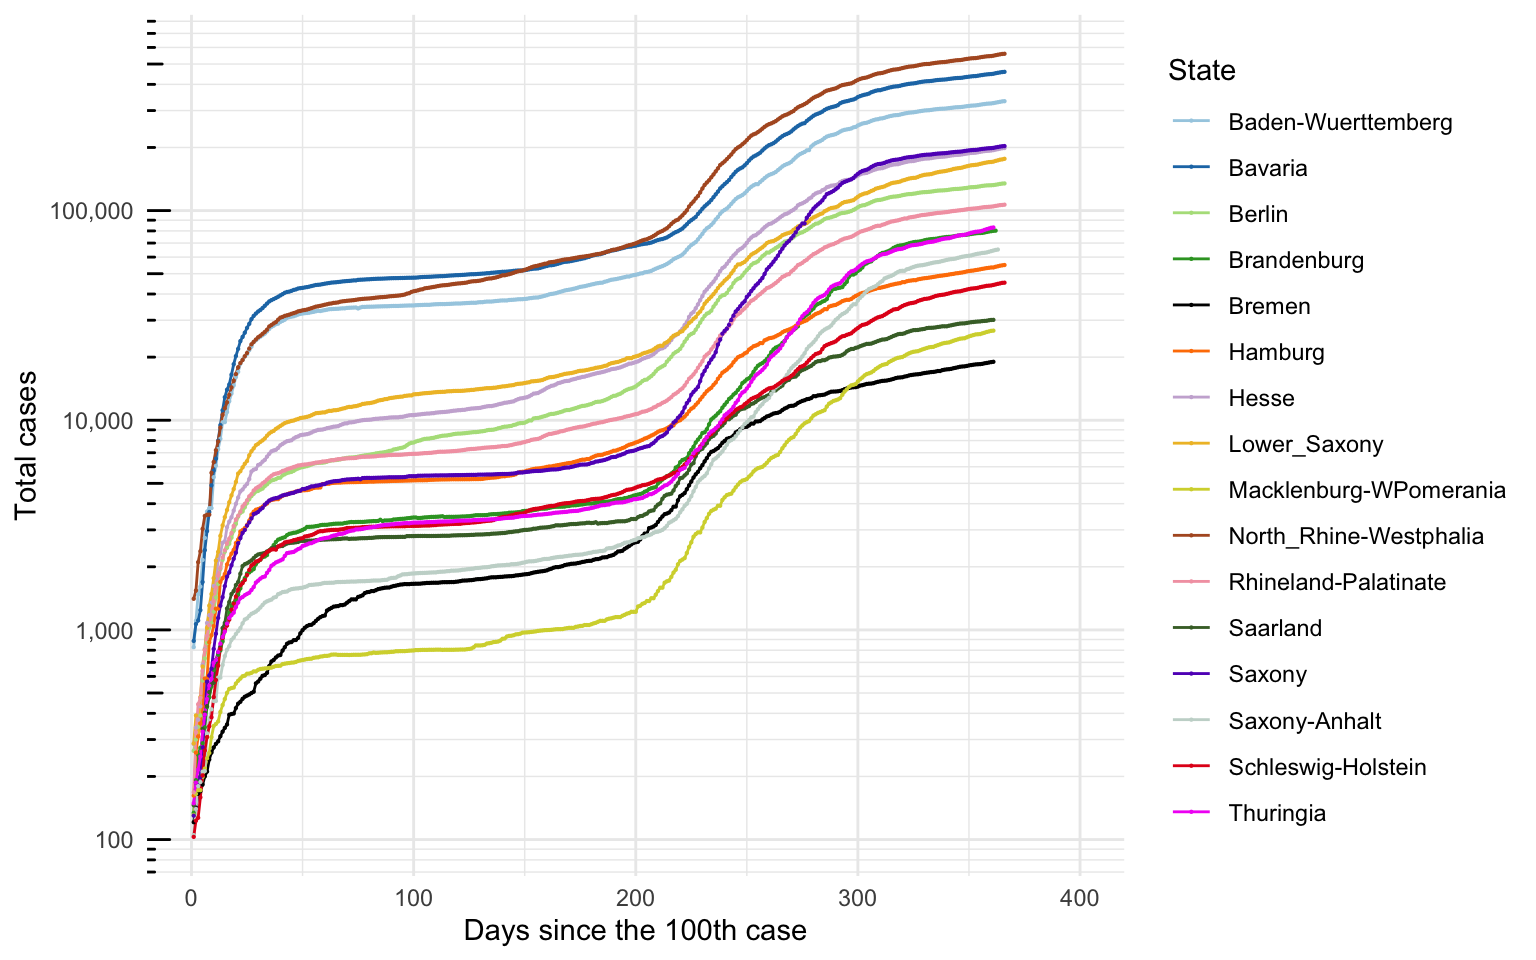 Total cases
100,000
10,000
1,000
100
0 100 200 300 400
Days since the 100th case
State
Baden-Wuerttemberg
Bavaria
Berlin
Brandenburg
Bremen
Hamburg
Hesse
Lower_Saxony
Macklenburg-WPomerania
North_Rhine-Westphalia
Rhineland-Palatinate
Saarland
Saxony
Saxony-Anhalt
Schleswig-Holstein
Thuringia